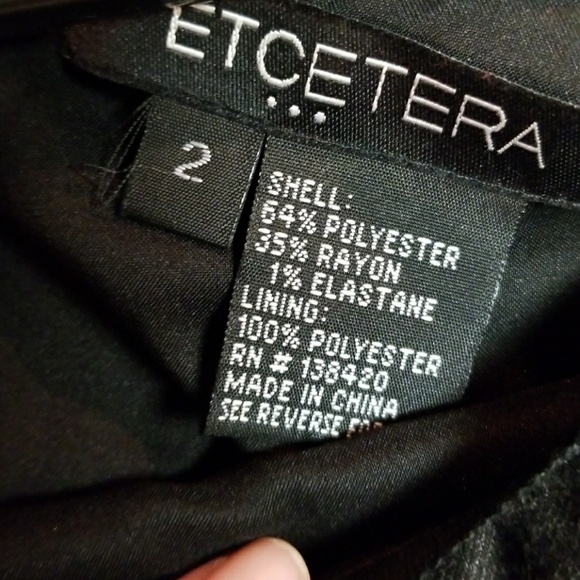 ETCETERA
...
2
SHELL:
64% POLYESTER
35% RAYON
1% ELASTANE
LINING:
100% POLYESTER
RN # 138420
MADE IN CHINA
SEE REVERSE